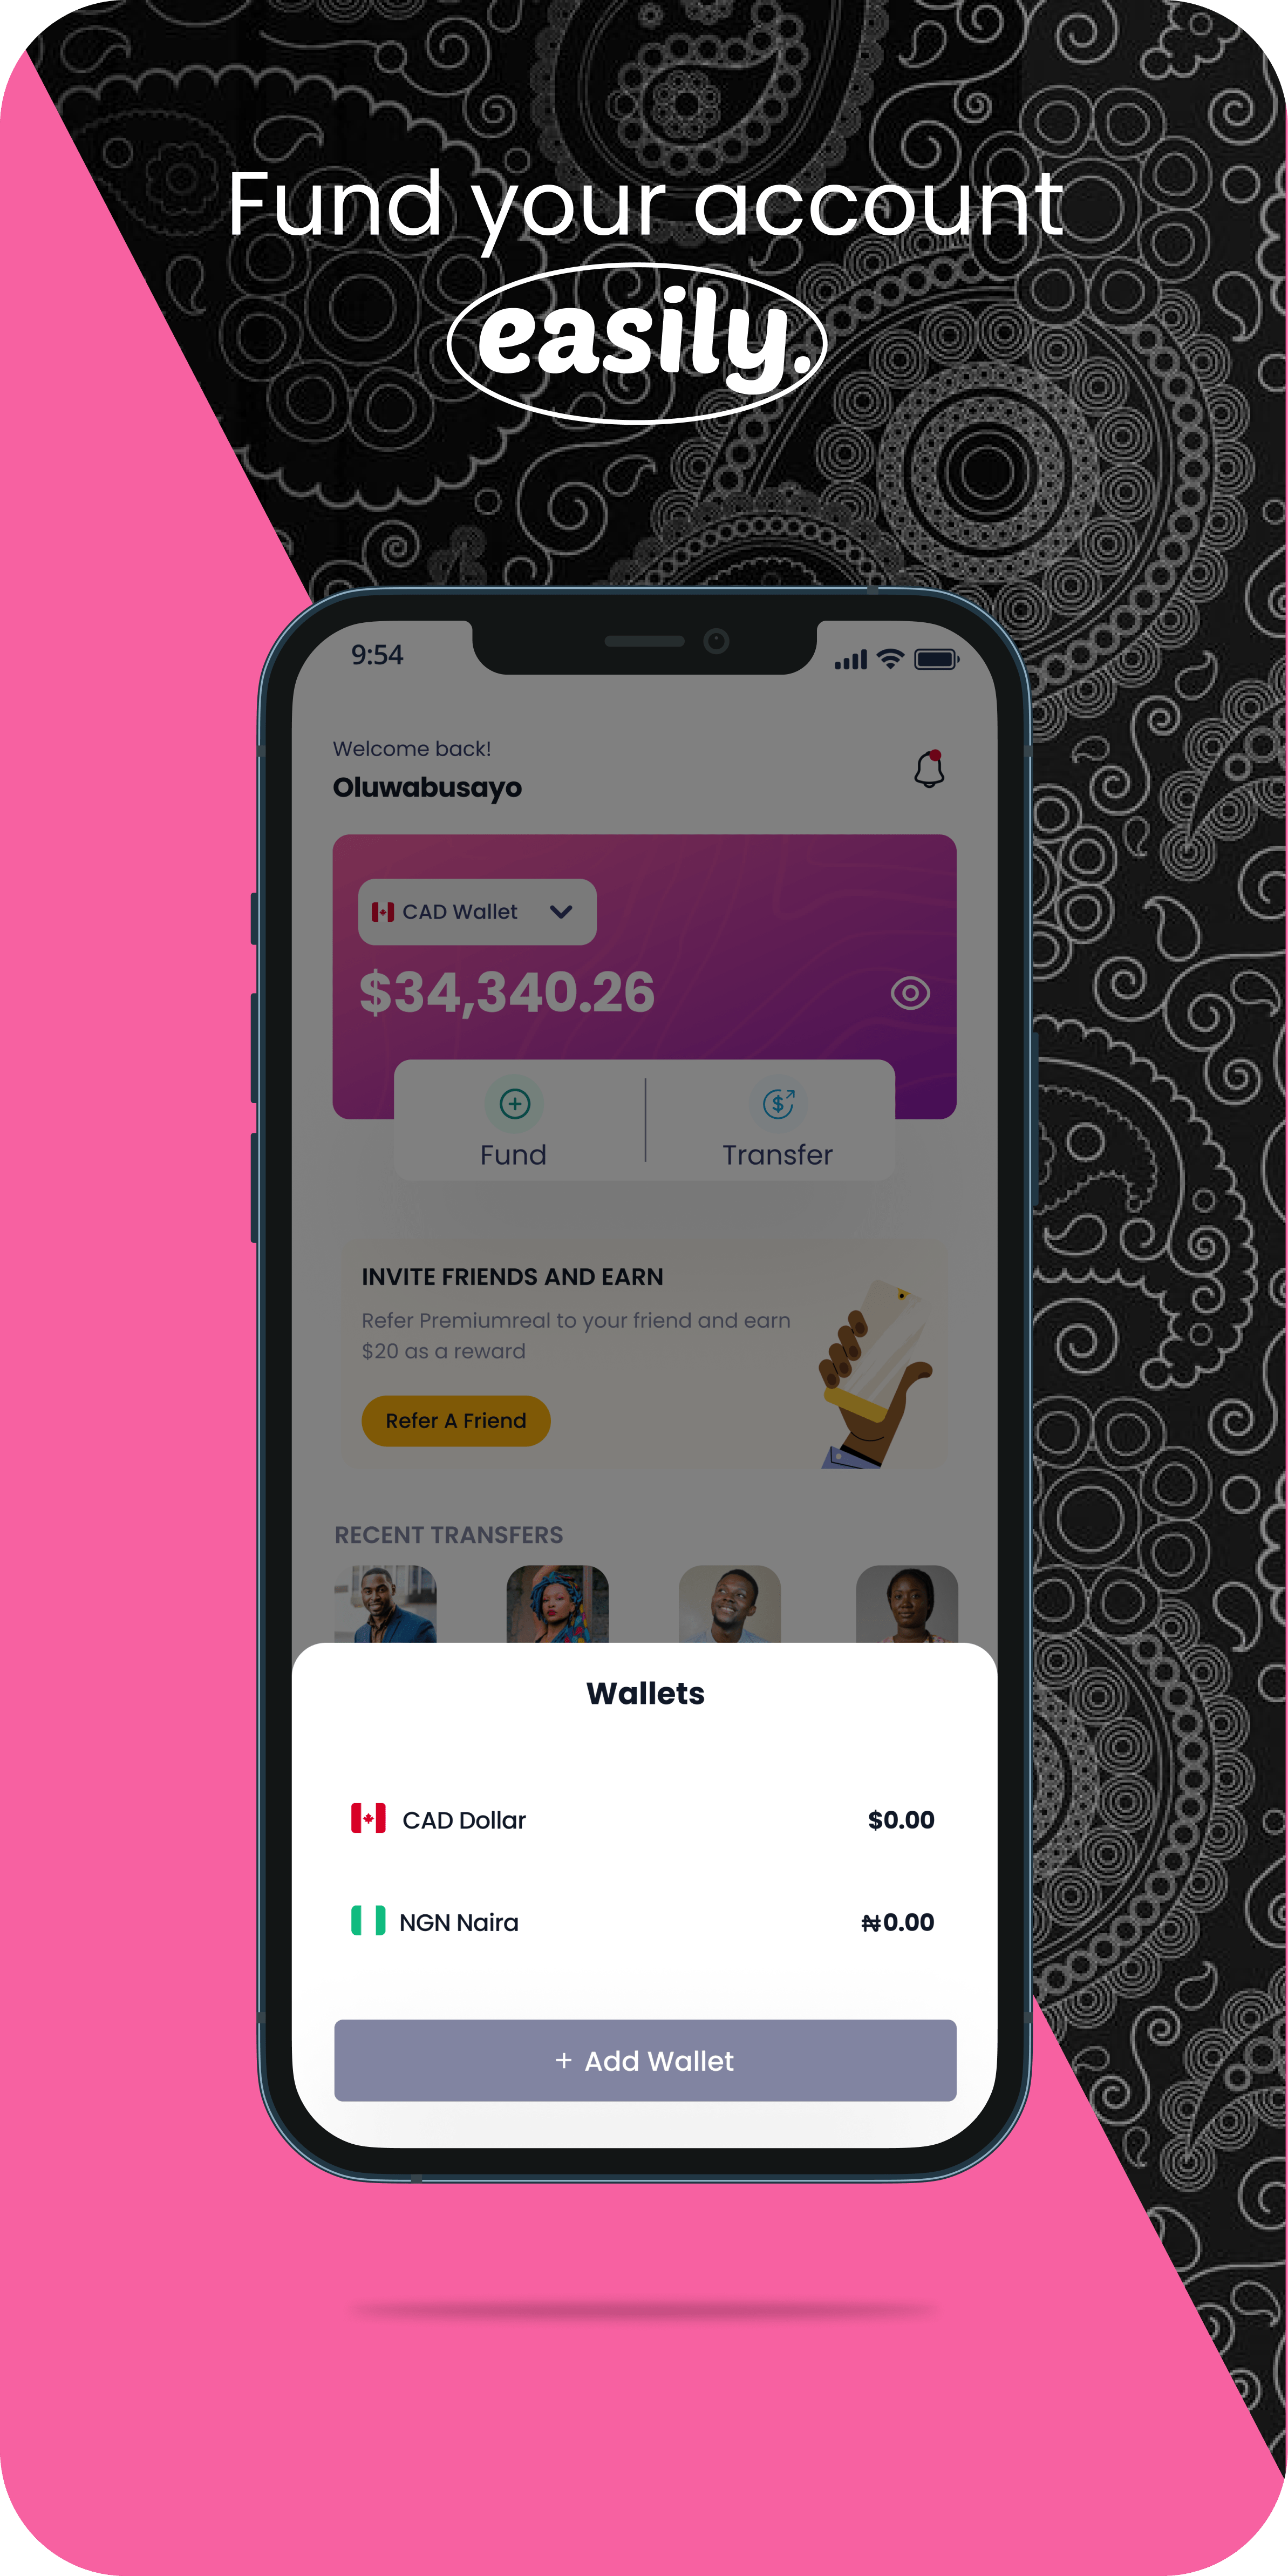 Fund your account
easily.
9:54
Welcome back!
Oluwabusayo
CAD Wallet
$34,340.26
Fund
Transfer
INVITE FRIENDS AND EARN
Refer Premiumreal to your friend and earn
$20 as a reward
Refer A Friend
RECENT TRANSFERS
Wallets
CAD Dollar $0.00
NGN Naira ₦0.00
+ Add Wallet